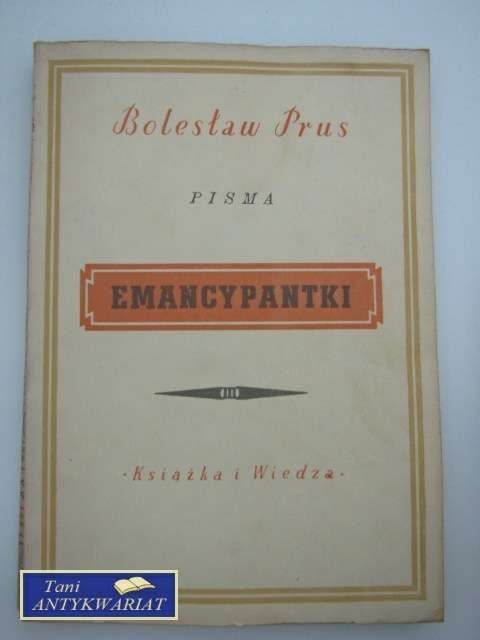 Bolesław Prus
PISMA
EMANCYPANTKI
· Książka i Wiedza ·
Tani
ANTYKWARIAT